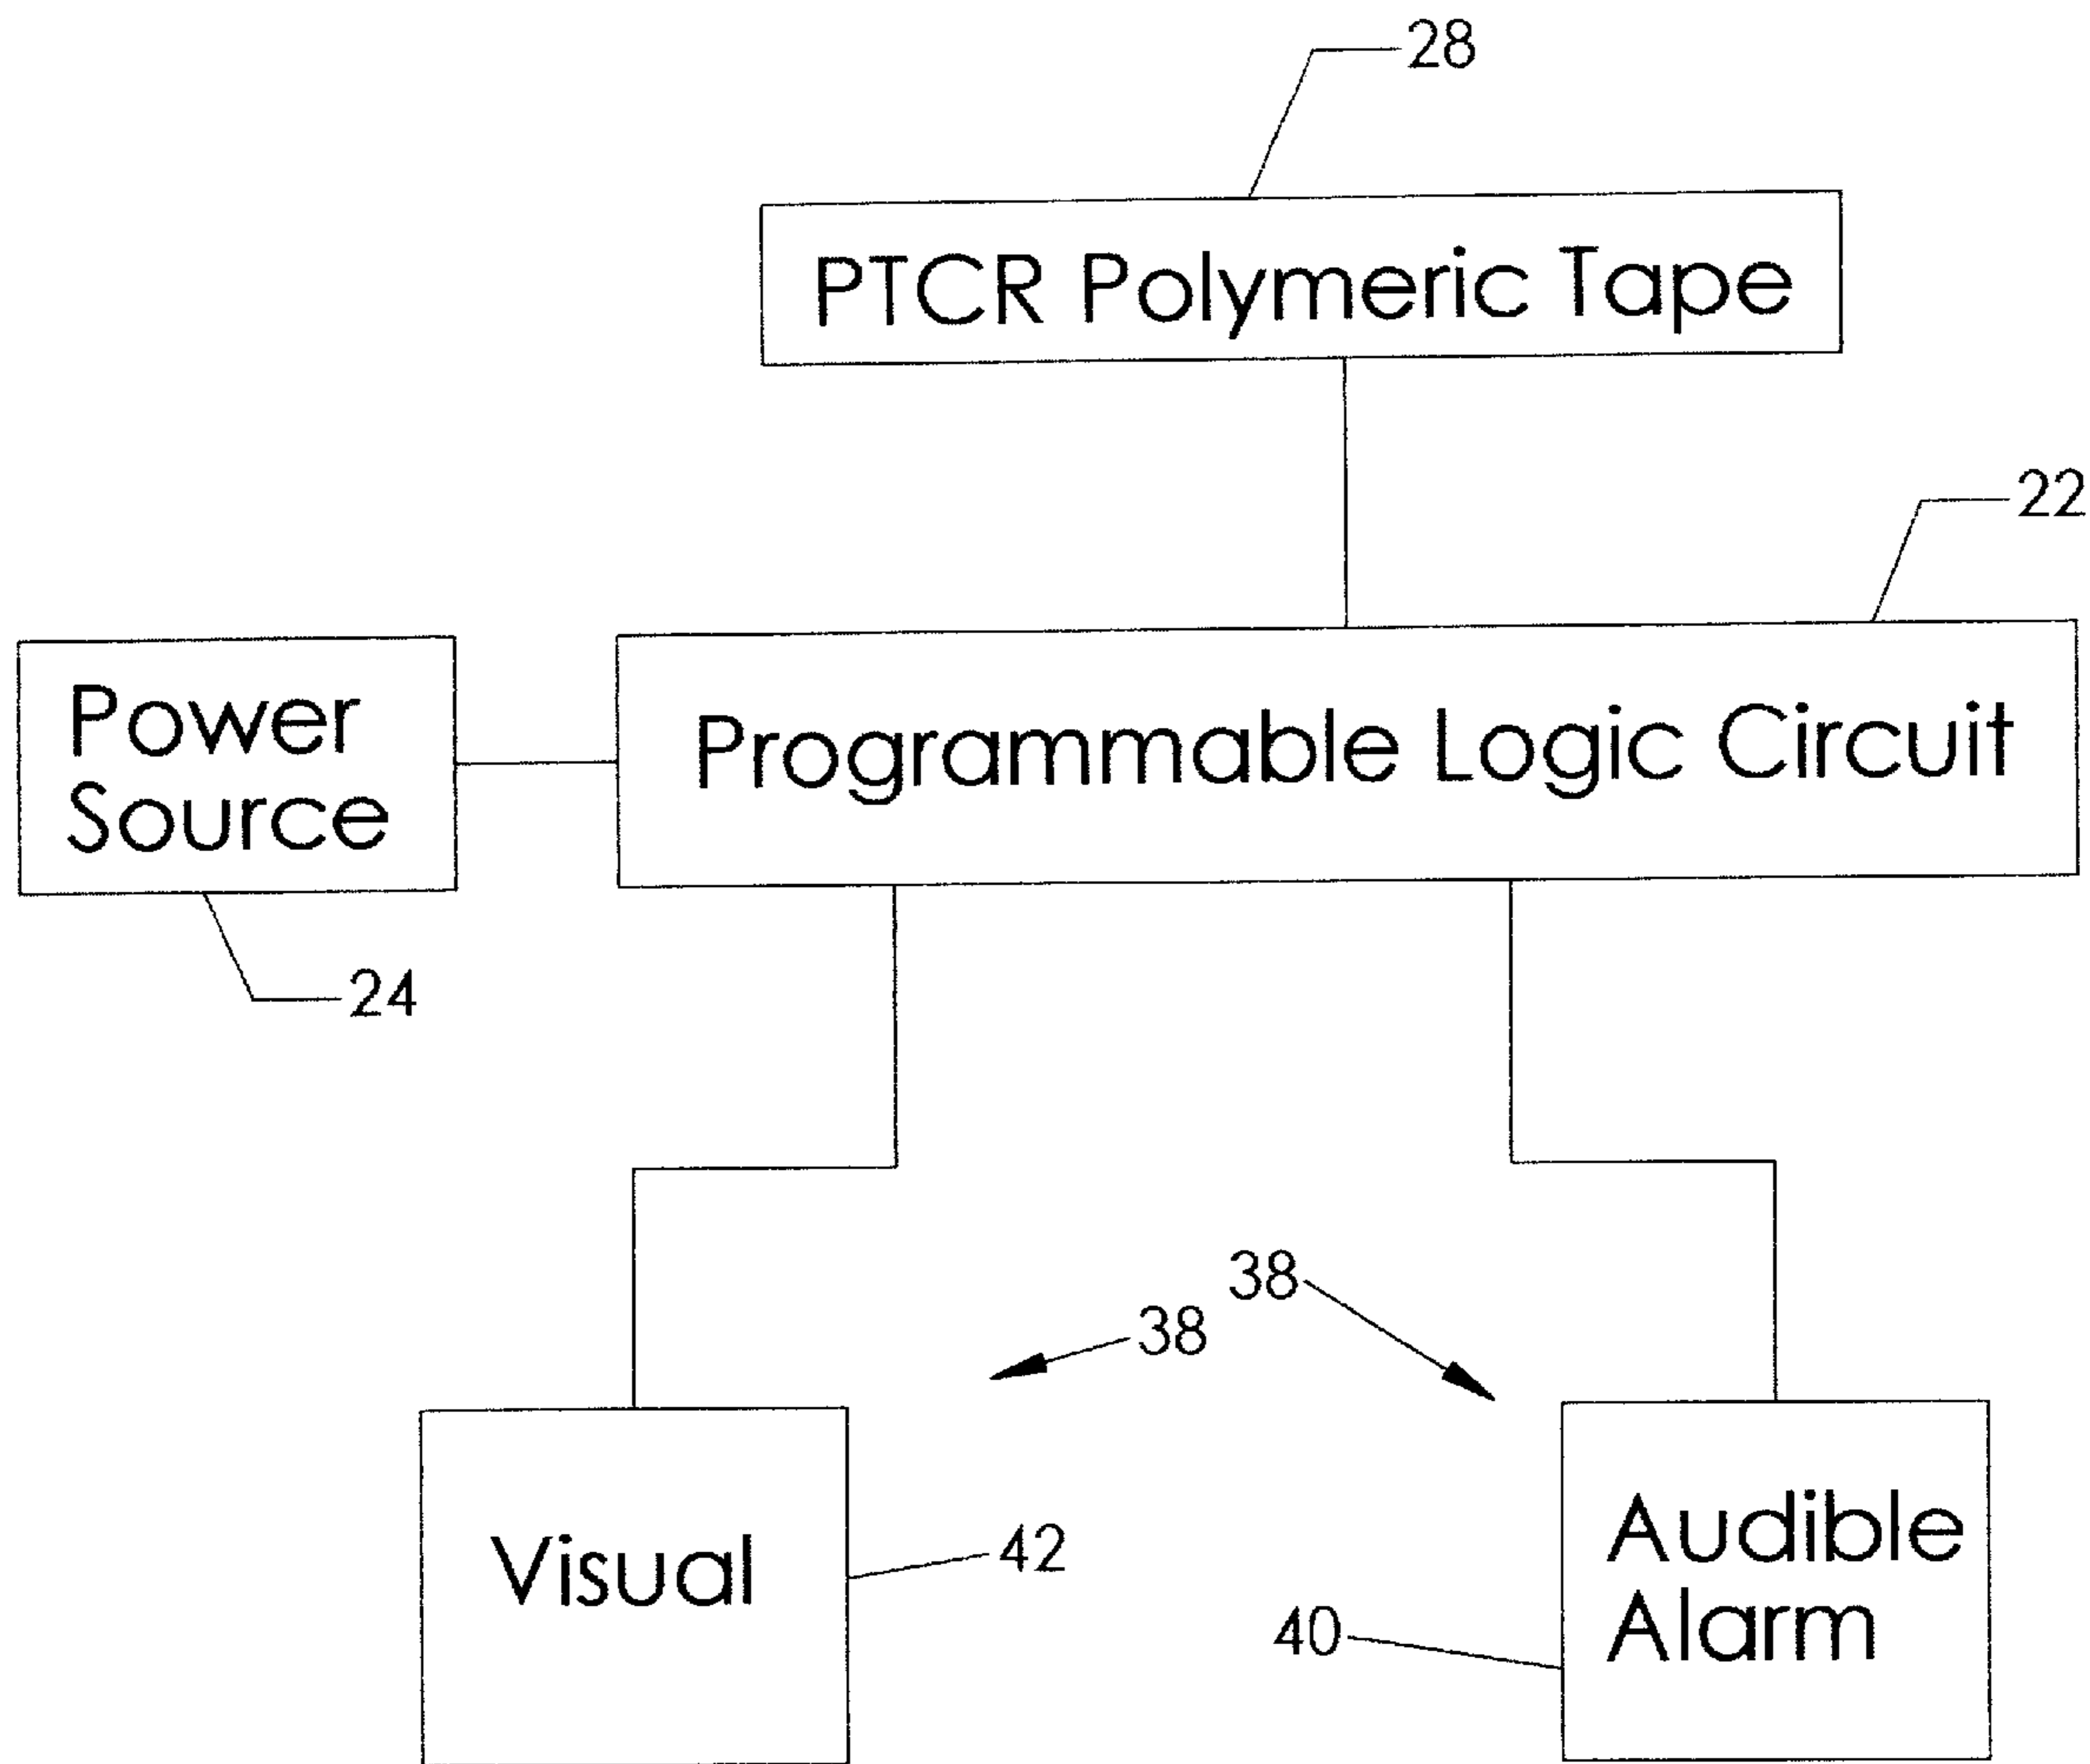 28
PTCR Polymeric Tape
22
Power
Source
Programmable Logic Circuit
24
38
38
Visual
42
Audible
Alarm
40